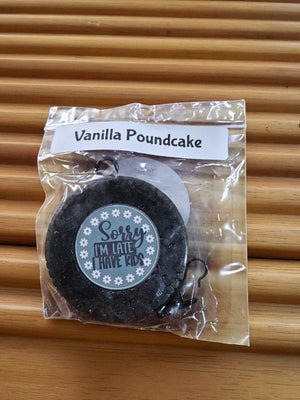 Vanilla Poundcake
Sorry
I'M LATE
I HAVE KIDS